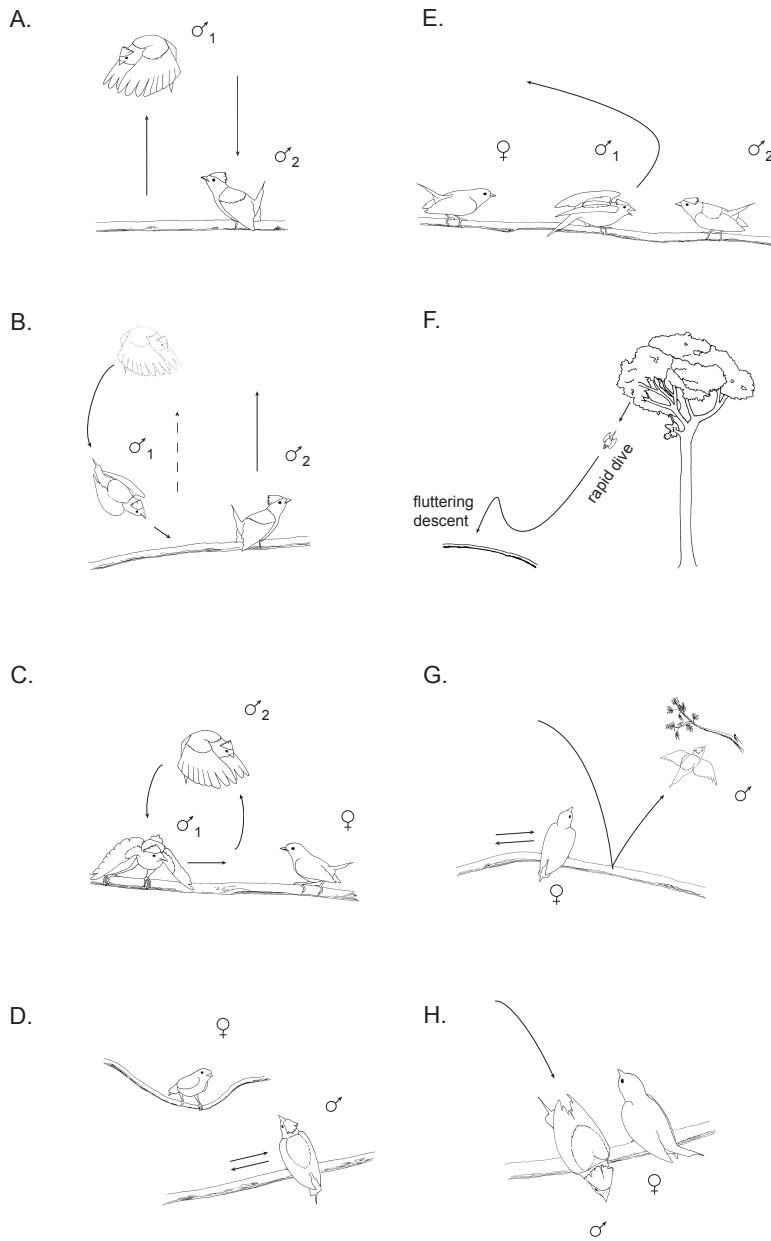 A.
♂1
♂2
B.
♂1
♂2
C.
♂2
♂1
♀
D.
♀
♂
E.
♀
♂1
♂2
F.
rapid dive
fluttering
descent
G.
♂
♀
H.
♀
♂